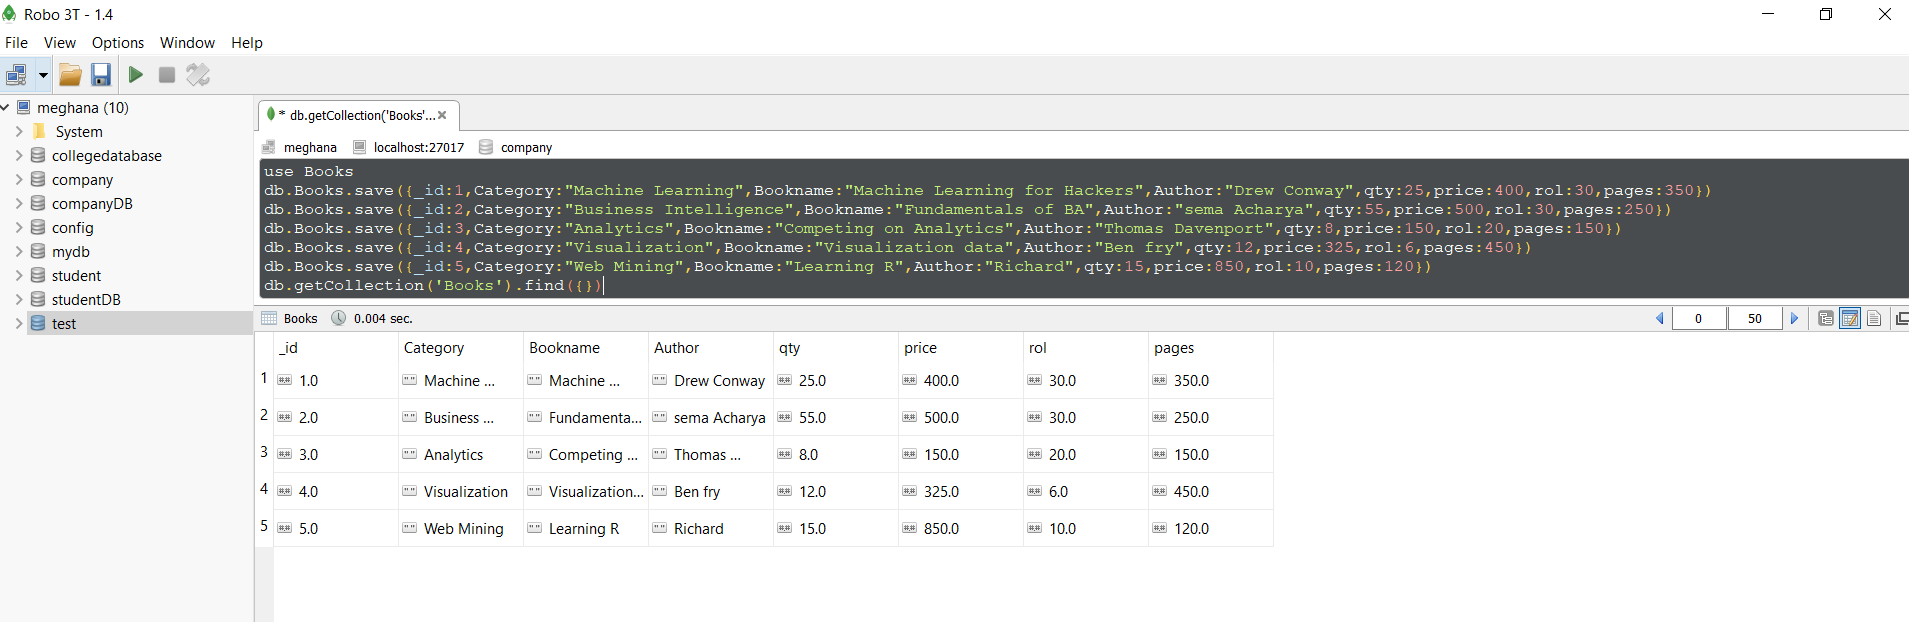 Robo 3T - 1.4
File View Options Window Help
meghana (10)
System
collegedatabase
company
companyDB
config
mydb
student
studentDB
test
* db.getCollection('Books'...
meghana localhost:27017 company
use Books
db.Books.save({_id:1,Category:"Machine Learning",Bookname:"Machine Learning for Hackers",Author:"Drew Conway",qty:25,price:400,rol:30,pages:350})
db.Books.save({_id:2,Category:"Business Intelligence",Bookname:"Fundamentals of BA",Author:"sema Acharya",qty:55,price:500,rol:30,pages:250})
db.Books.save({_id:3,Category:"Analytics",Bookname:"Competing on Analytics",Author:"Thomas Davenport",qty:8,price:150,rol:20,pages:150})
db.Books.save({_id:4,Category:"Visualization",Bookname:"Visualization data",Author:"Ben fry",qty:12,price:325,rol:6,pages:450})
db.Books.save({_id:5,Category:"Web Mining",Bookname:"Learning R",Author:"Richard",qty:15,price:850,rol:10,pages:120})
db.getCollection('Books').find({})
Books 0.004 sec. 0 50
_id Category Bookname Author qty price rol pages
1 ## 1.0 "" Machine ... "" Machine ... "" Drew Conway ## 25.0 ## 400.0 ## 30.0 ## 350.0
2 ## 2.0 "" Business ... "" Fundamenta... "" sema Acharya ## 55.0 ## 500.0 ## 30.0 ## 250.0
3 ## 3.0 "" Analytics "" Competing ... "" Thomas ... ## 8.0 ## 150.0 ## 20.0 ## 150.0
4 ## 4.0 "" Visualization "" Visualization... "" Ben fry ## 12.0 ## 325.0 ## 6.0 ## 450.0
5 ## 5.0 "" Web Mining "" Learning R "" Richard ## 15.0 ## 850.0 ## 10.0 ## 120.0